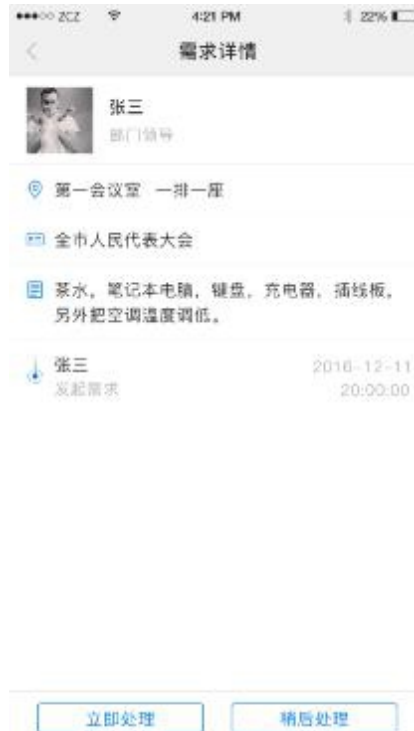 ZCZ 4:21 PM 22%
需求详情
张三
部门领导
第一会议室 一排一座
全市人民代表大会
茶水，笔记本电脑，键盘，充电器，插线板，
另外把空调温度调低。
张三 2016-12-11
发起需求 20:00:00
立即处理 稍后处理